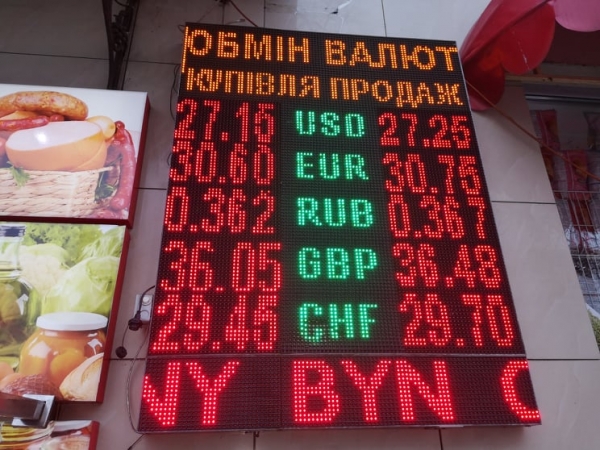 ОБМІН ВАЛЮТ
КУПІВЛЯ ПРОДАЖ
27.15 USD 27.25
30.60 EUR 30.75
0.362 RUB 0.367
36.05 GBP 36.48
29.45 CHF 29.70
NY BYN C